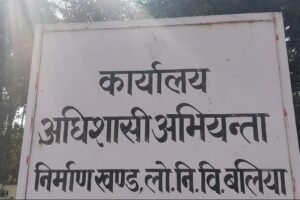 कार्यालय
अधिशासी अभियन्ता
निर्माण खण्ड, लो.नि.वि. बलिया